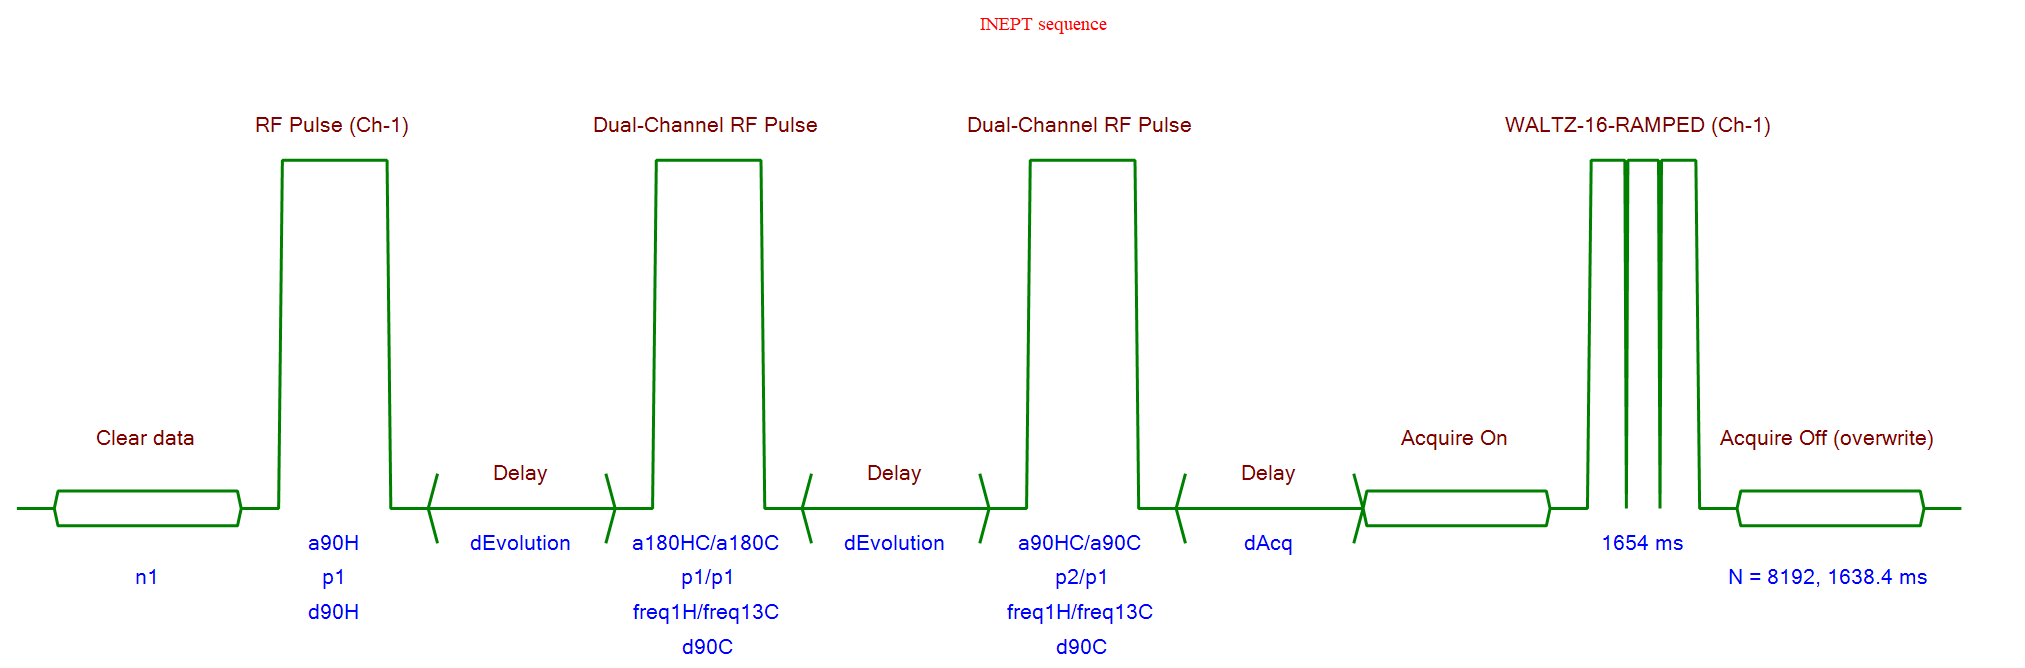 INEPT sequence
RF Pulse (Ch-1)
Dual-Channel RF Pulse
Dual-Channel RF Pulse
WALTZ-16-RAMPED (Ch-1)
Clear data
Delay
Delay
Delay
Acquire On
Acquire Off (overwrite)
n1
a90H
p1
d90H
dEvolution
a180HC/a180C
p1/p1
freq1H/freq13C
d90C
dEvolution
a90HC/a90C
p2/p1
freq1H/freq13C
d90C
dAcq
1654 ms
N = 8192, 1638.4 ms